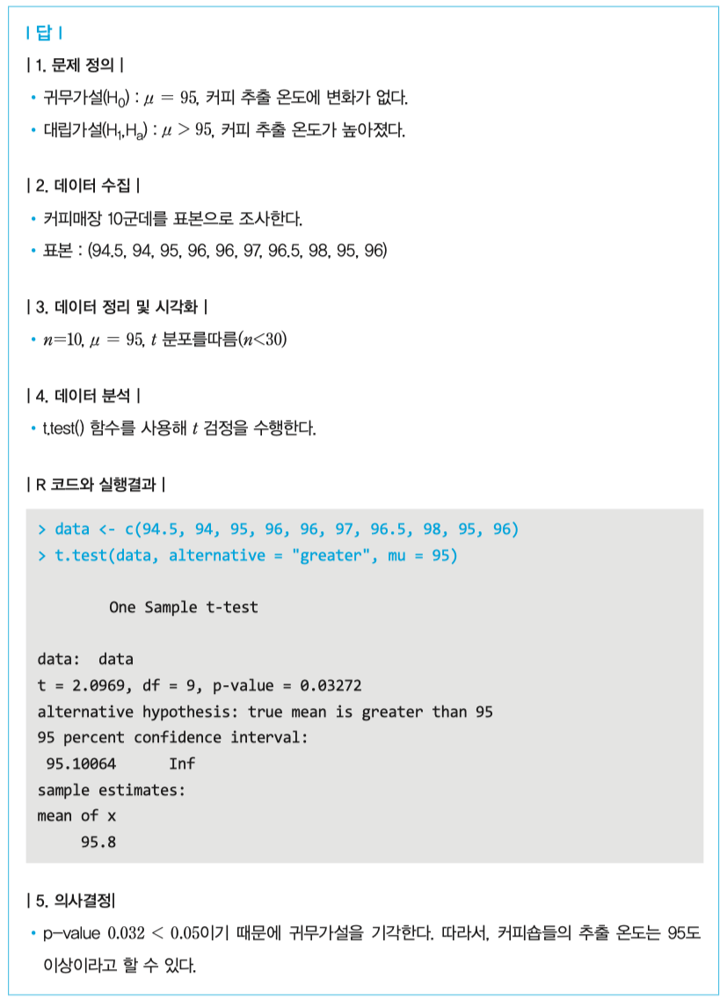 | 답 |
| 1. 문제 정의 |
• 귀무가설(H0) : μ = 95, 커피 추출 온도에 변화가 없다.
• 대립가설(H1,Ha) : μ > 95, 커피 추출 온도가 높아졌다.
| 2. 데이터 수집 |
• 커피매장 10군데를 표본으로 조사한다.
• 표본 : (94.5, 94, 95, 96, 96, 97, 96.5, 98, 95, 96)
| 3. 데이터 정리 및 시각화 |
• n=10, μ = 95, t 분포를따름(n<30)
| 4. 데이터 분석 |
• t.test() 함수를 사용해 t 검정을 수행한다.
| R 코드와 실행결과 |
> data <- c(94.5, 94, 95, 96, 96, 97, 96.5, 98, 95, 96)
> t.test(data, alternative = "greater", mu = 95)
One Sample t-test
data:  data
t = 2.0969, df = 9, p-value = 0.03272
alternative hypothesis: true mean is greater than 95
95 percent confidence interval:
95.10064      Inf
sample estimates:
mean of x
95.8
| 5. 의사결정|
• p-value 0.032 < 0.05이기 때문에 귀무가설을 기각한다. 따라서, 커피숍들의 추출 온도는 95도
이상이라고 할 수 있다.